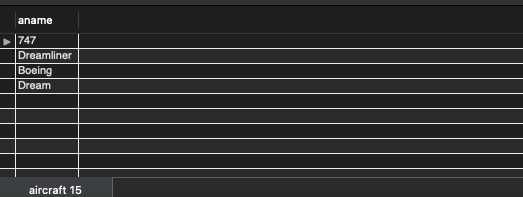 aname
747
Dreamliner
Boeing
Dream
aircraft 15